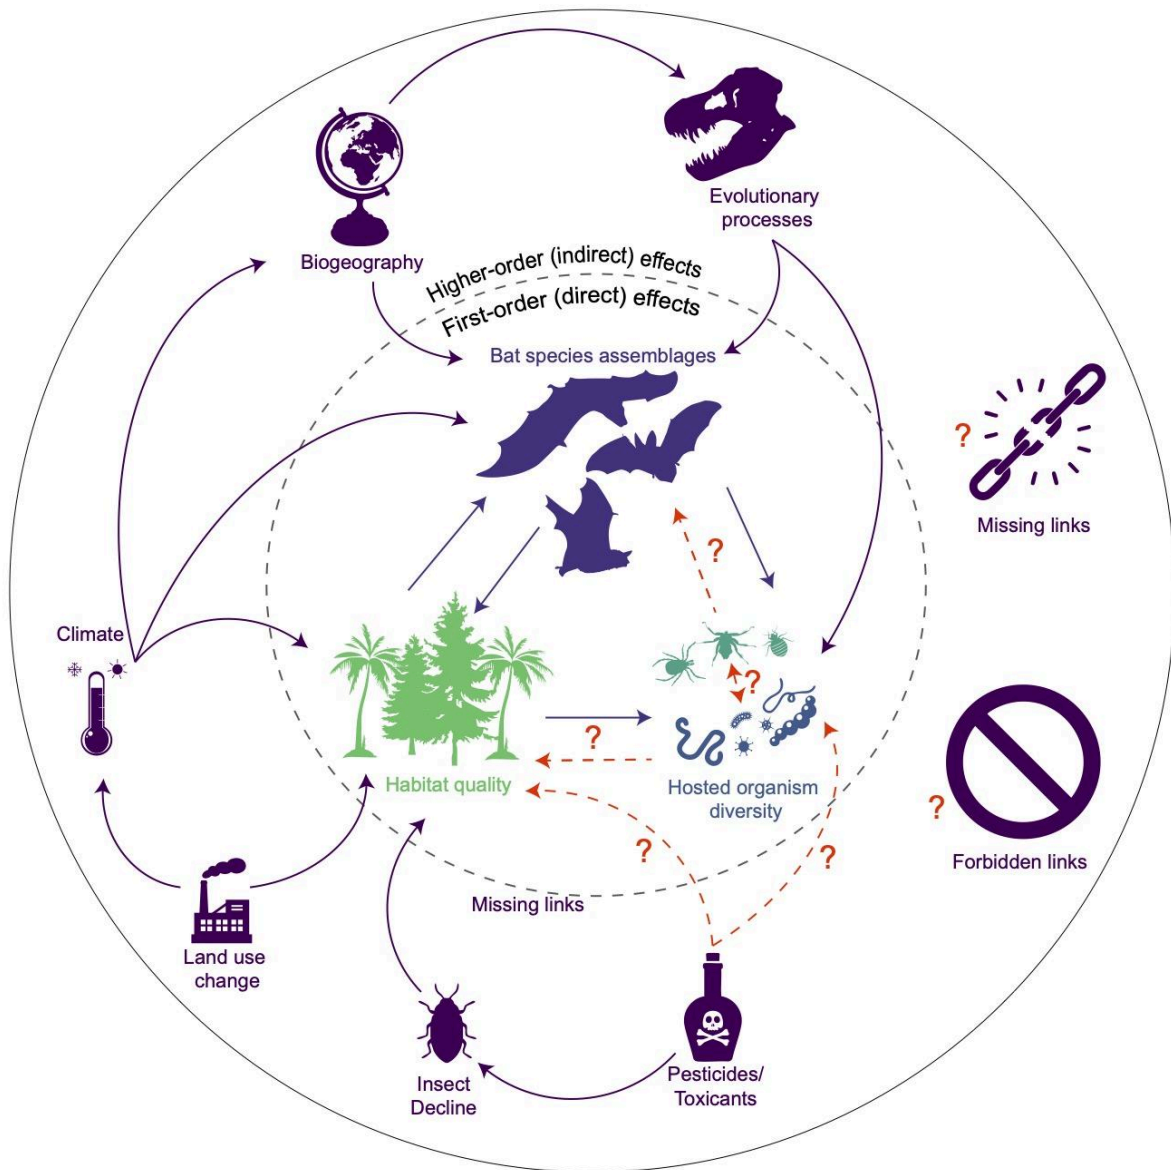 Evolutionary
processes
Biogeography
Higher-order (indirect) effects
First-order (direct) effects
Bat species assemblages
?
Missing links
?
Climate
?
?
Habitat quality
Hosted organism
diversity
?
Forbidden links
?
?
Missing links
Land use
change
Insect
Decline
Pesticides/
Toxicants